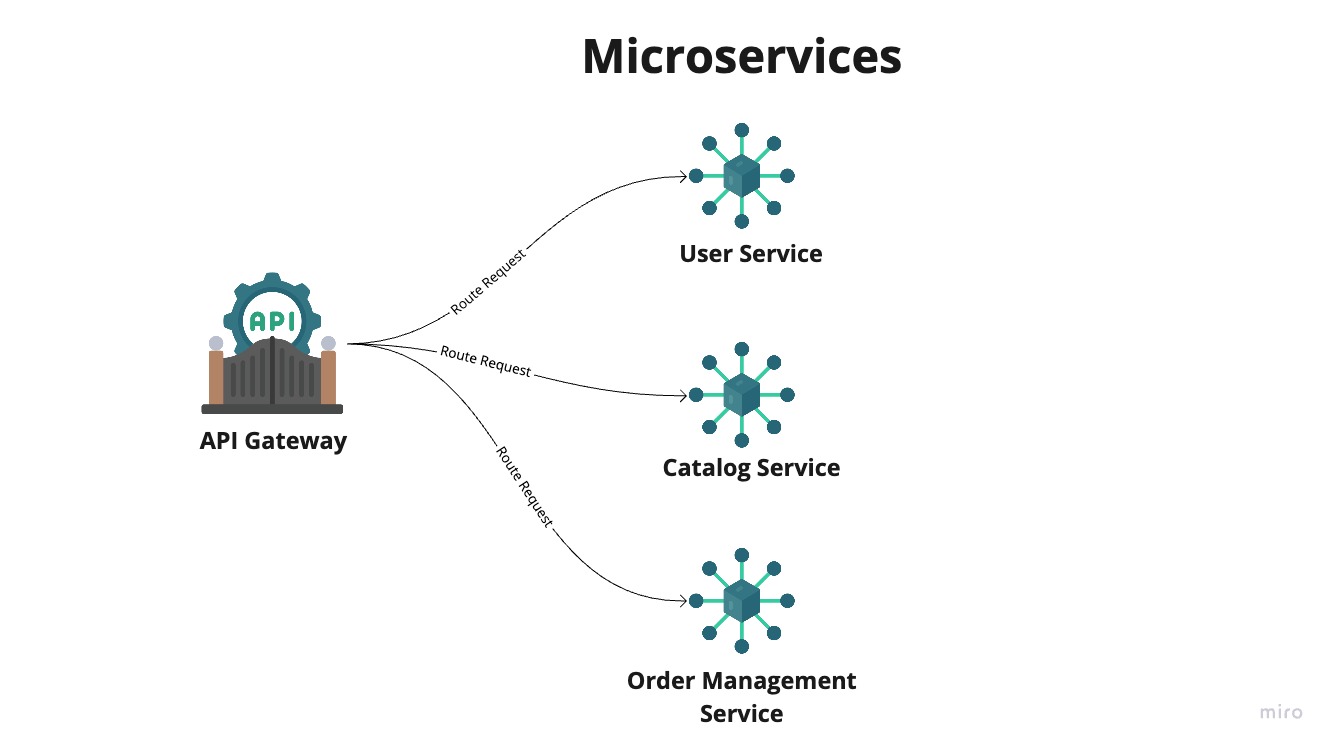 Microservices
User Service
Route Request
API
Route Request
API Gateway
Catalog Service
Route Request
Order Management
Service
miro